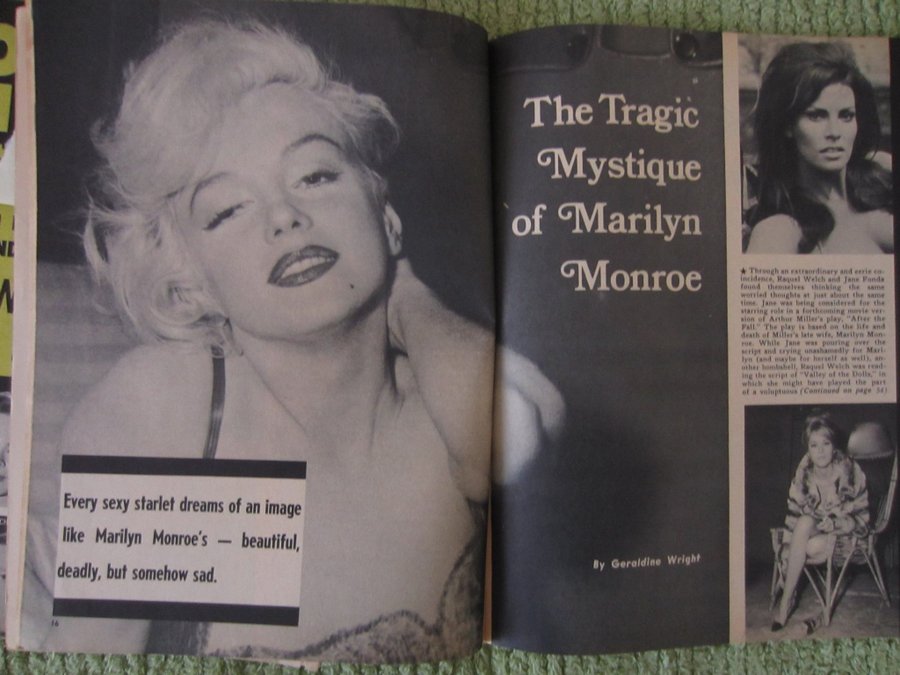 Every sexy starlet dreams of an image
like Marilyn Monroe's — beautiful,
deadly, but somehow sad.
16
The Tragic
Mystique
of Marilyn
Monroe
By Geraldine Wright
★ Through an extraordinary and eerie co-
incidence, Raquel Welch and Jane Fonda
found themselves thinking the same
worried thoughts at just about the same
time. Jane was being considered for the
starring role in a forthcoming movie ver-
sion of Arthur Miller's play, "After the
Fall." The play is based on the life and
death of Miller's late wife, Marilyn Mon-
roe. While Jane was pouring over the
script and crying unashamedly for Mari-
lyn (and maybe for herself as well), an-
other bombshell, Raquel Welch was read-
ing the script of "Valley of the Dolls," in
which she might have played the part
of a voluptuous (Continued on page 54)